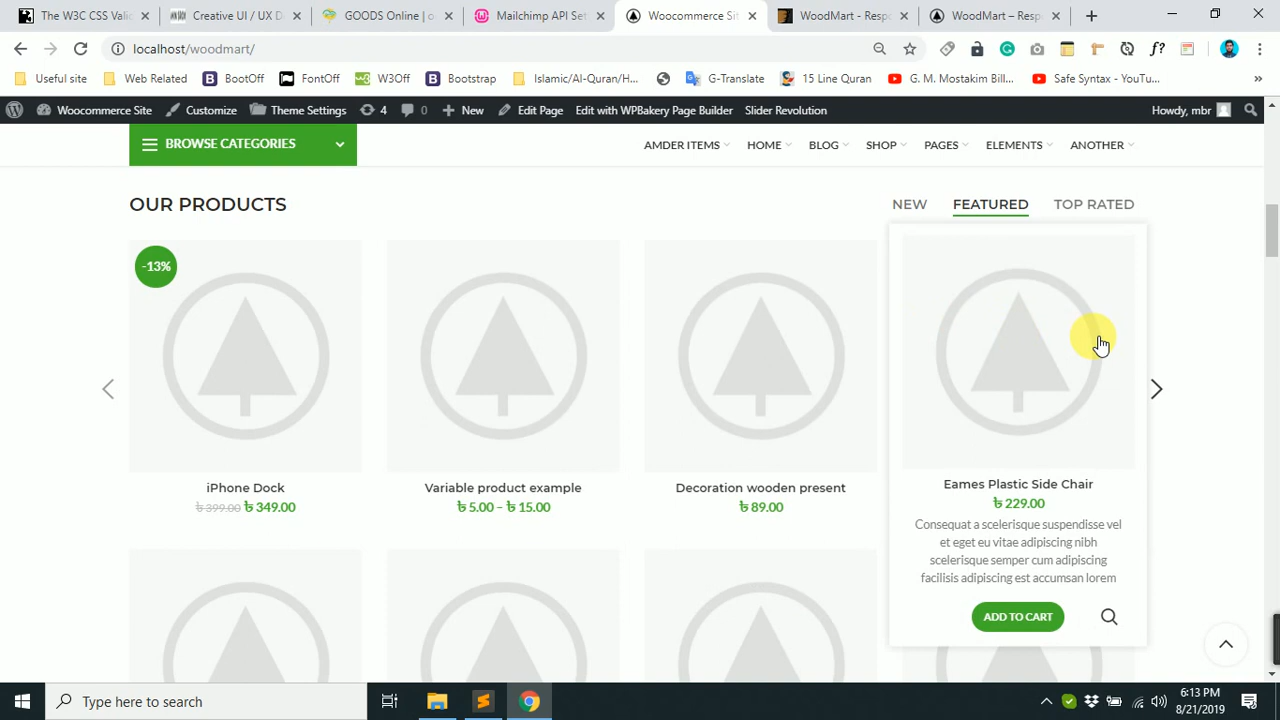 The W3C CSS Vali
Creative UI / UX D
GOODS Online | c
Mailchimp API Set
Woocommerce Si
WoodMart - Respo
WoodMart – Resp
localhost/woodmart/
Useful site
Web Related
BootOff
FontOff
W3Off
Bootstrap
Islamic/Al-Quran/H...
G-Translate
15 Line Quran
G. M. Mostakim Bill...
Safe Syntax - YouTu...
»
Woocommerce Site
Customize
Theme Settings
4
0
New
Edit Page
Edit with WPBakery Page Builder
Slider Revolution
Howdy, mbr
BROWSE CATEGORIES
AMDER ITEMS
HOME
BLOG
SHOP
PAGES
ELEMENTS
ANOTHER
OUR PRODUCTS
NEW
FEATURED
TOP RATED
-13%
iPhone Dock
৳ 399.00 ৳ 349.00
Variable product example
৳ 5.00 – ৳ 15.00
Decoration wooden present
৳ 89.00
Eames Plastic Side Chair
৳ 229.00
Consequat a scelerisque suspendisse vel
et eget eu vitae adipiscing nibh
scelerisque semper cum adipiscing
facilisis adipiscing est accumsan lorem
ADD TO CART
Type here to search
6:13 PM
8/21/2019